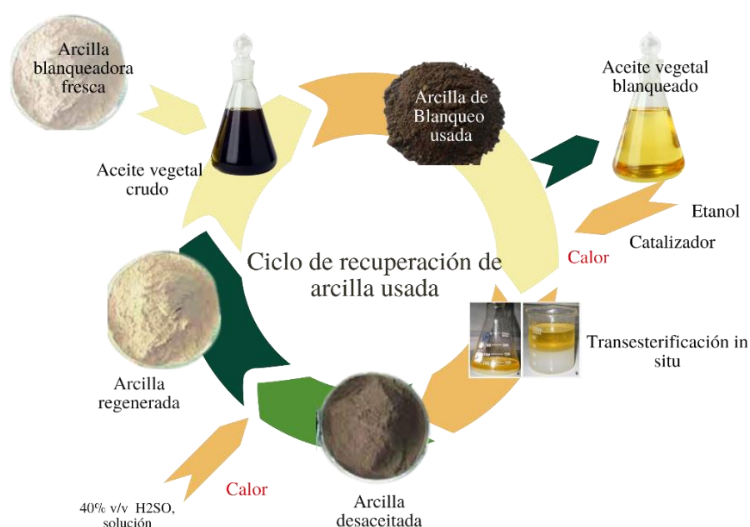 Arcilla
blanqueadora
fresca
Aceite vegetal
crudo
Arcilla de
Blanqueo
usada
Aceite vegetal
blanqueado
Etanol
Catalizador
Calor
Ciclo de recuperación de
arcilla usada
Transesterificación in
situ
Arcilla
regenerada
Arcilla
desaceitada
Calor
40% v/v H2SO,
solución